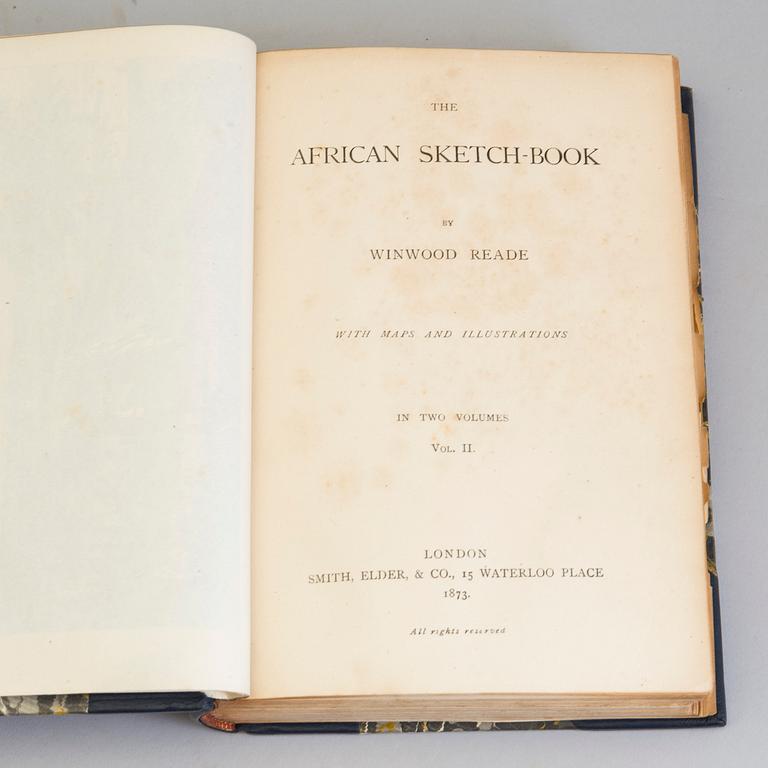 THE
AFRICAN SKETCH-BOOK
BY
WINWOOD READE
WITH MAPS AND ILLUSTRATIONS
IN TWO VOLUMES
VOL. II.
LONDON
SMITH, ELDER, & CO., 15 WATERLOO PLACE
1873.
All rights reserved